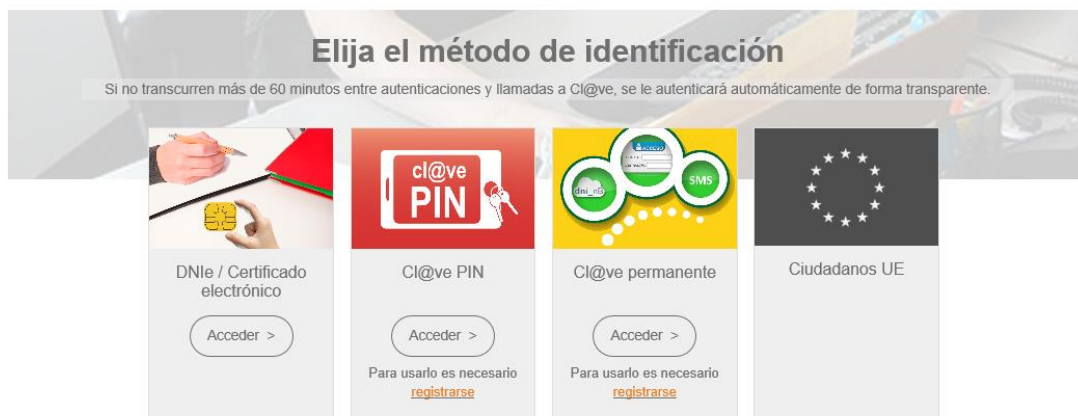 Elija el método de identificación
Si no transcurren más de 60 minutos entre autenticaciones y llamadas a Cl@ve, se le autenticará automáticamente de forma transparente.
cl@ve
PIN
ACCESO
dni_nB
SMS
DNIe / Certificado
electrónico
Cl@ve PIN
Cl@ve permanente
Ciudadanos UE
Acceder >
Acceder >
Acceder >
Para usarlo es necesario
registrarse
Para usarlo es necesario
registrarse